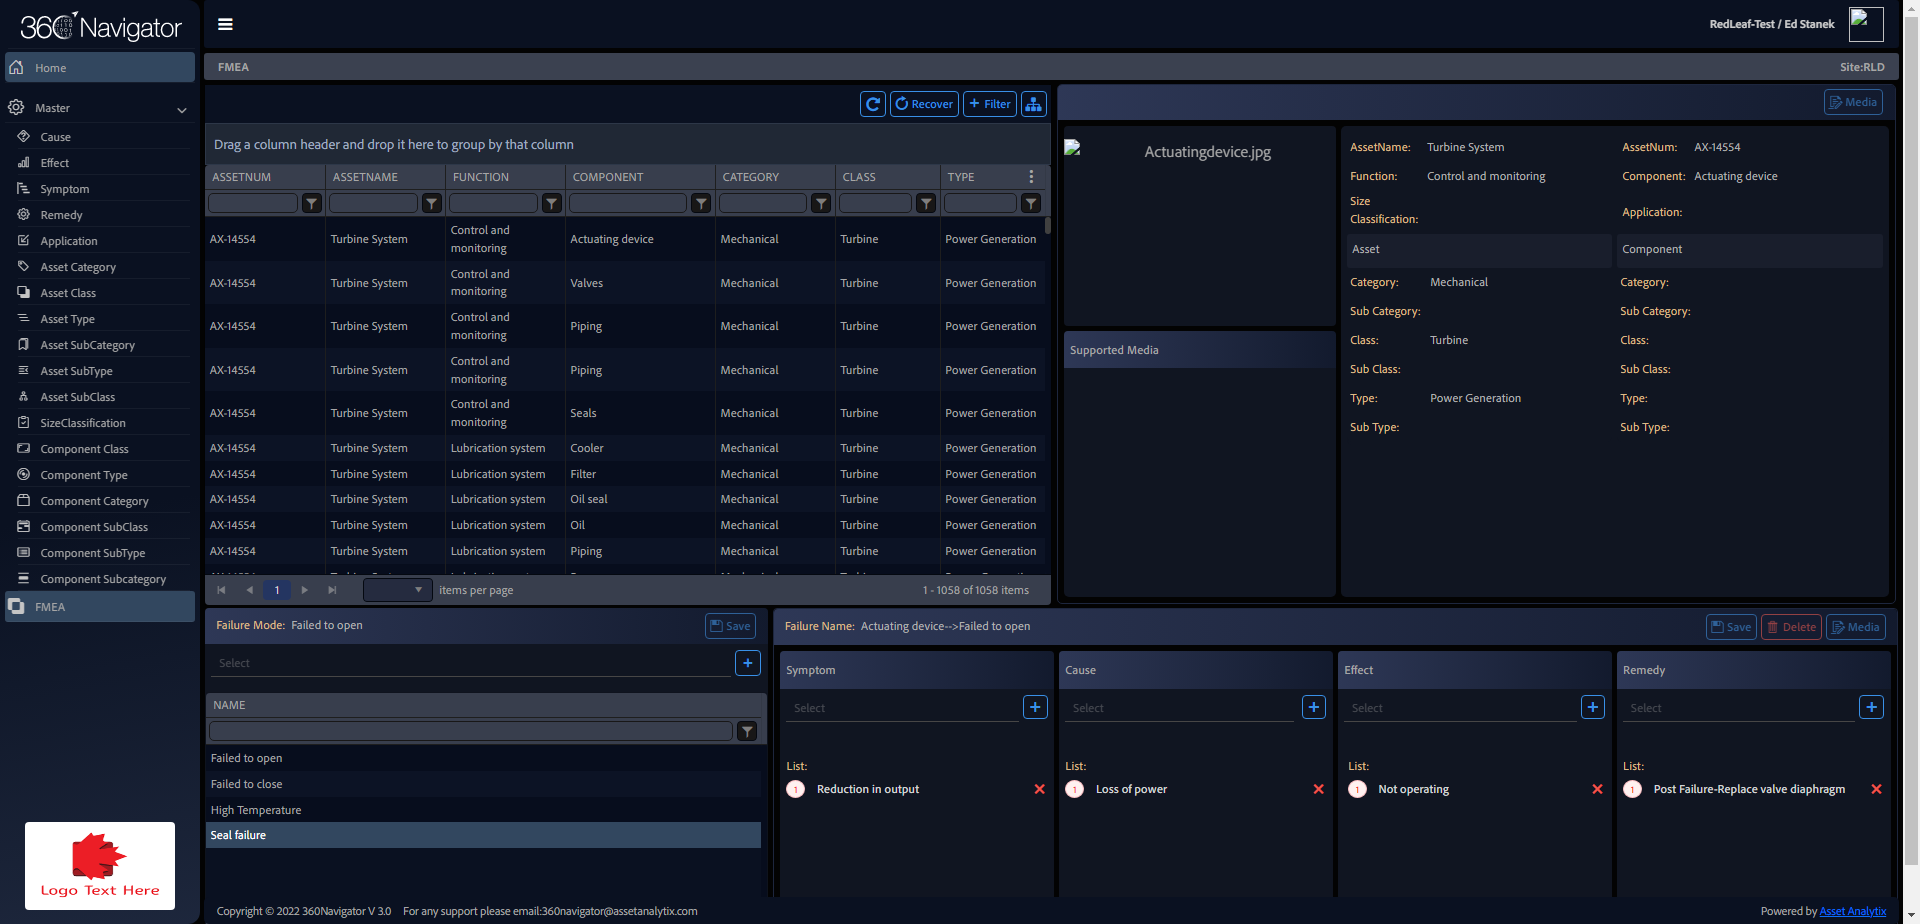 360 Navigator
RedLeaf-Test / Ed Stanek
Home
Master
Cause
Effect
Symptom
Remedy
Application
Asset Category
Asset Class
Asset Type
Asset SubCategory
Asset SubType
Asset SubClass
SizeClassification
Component Class
Component Type
Component Category
Component SubClass
Component SubType
Component Subcategory
FMEA
Logo Text Here
FMEA Site:RLD
Recover + Filter
Drag a column header and drop it here to group by that column
ASSETNUM ASSETNAME FUNCTION COMPONENT CATEGORY CLASS TYPE
AX-14554 Turbine System Control and monitoring Actuating device Mechanical Turbine Power Generation
AX-14554 Turbine System Control and monitoring Valves Mechanical Turbine Power Generation
AX-14554 Turbine System Control and monitoring Piping Mechanical Turbine Power Generation
AX-14554 Turbine System Control and monitoring Piping Mechanical Turbine Power Generation
AX-14554 Turbine System Control and monitoring Seals Mechanical Turbine Power Generation
AX-14554 Turbine System Lubrication system Cooler Mechanical Turbine Power Generation
AX-14554 Turbine System Lubrication system Filter Mechanical Turbine Power Generation
AX-14554 Turbine System Lubrication system Oil seal Mechanical Turbine Power Generation
AX-14554 Turbine System Lubrication system Oil Mechanical Turbine Power Generation
AX-14554 Turbine System Lubrication system Piping Mechanical Turbine Power Generation
1 items per page 1 - 1058 of 1058 items
Media
Actuatingdevice.jpg
Supported Media
AssetName: Turbine System AssetNum: AX-14554
Function: Control and monitoring Component: Actuating device
Size Classification: Application:
Asset Component
Category: Mechanical Category:
Sub Category: Sub Category:
Class: Turbine Class:
Sub Class: Sub Class:
Type: Power Generation Type:
Sub Type: Sub Type:
Failure Mode: Failed to open Save
Select +
NAME
Failed to open
Failed to close
High Temperature
Seal failure
Failure Name: Actuating device-->Failed to open Save Delete Media
Symptom Cause Effect Remedy
Select + Select + Select + Select +
List: List: List: List:
1 Reduction in output 1 Loss of power 1 Not operating 1 Post Failure-Replace valve diaphragm
Copyright © 2022 360Navigator V 3.0 For any support please email:360navigator@assetanalytix.com
Powered by Asset Analytix